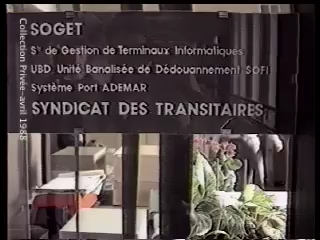 SOGET
Sté de Gestion de Terminaux Informatiques
UBD Unité Banalisée de Dédouannement SOFI
Système Port ADEMAR
SYNDICAT DES TRANSITAIRES
Collection Privée-avril 1988